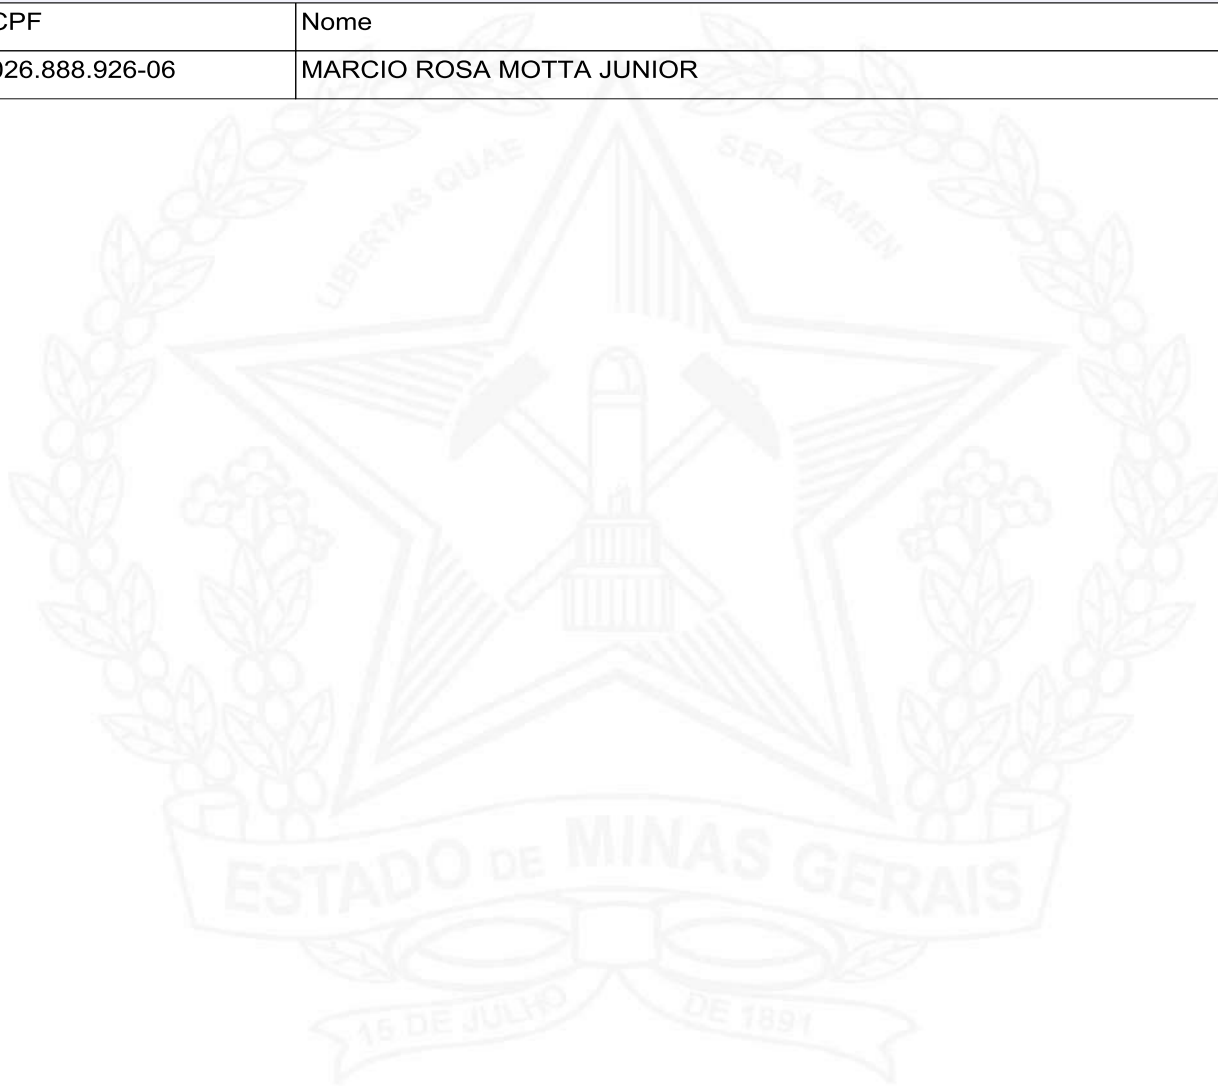 CPF Nome
026.888.926-06 MARCIO ROSA MOTTA JUNIOR
LIBERTAS QUAE SERA TAMEN
ESTADO DE MINAS GERAIS
15 DE JULHO DE 1891